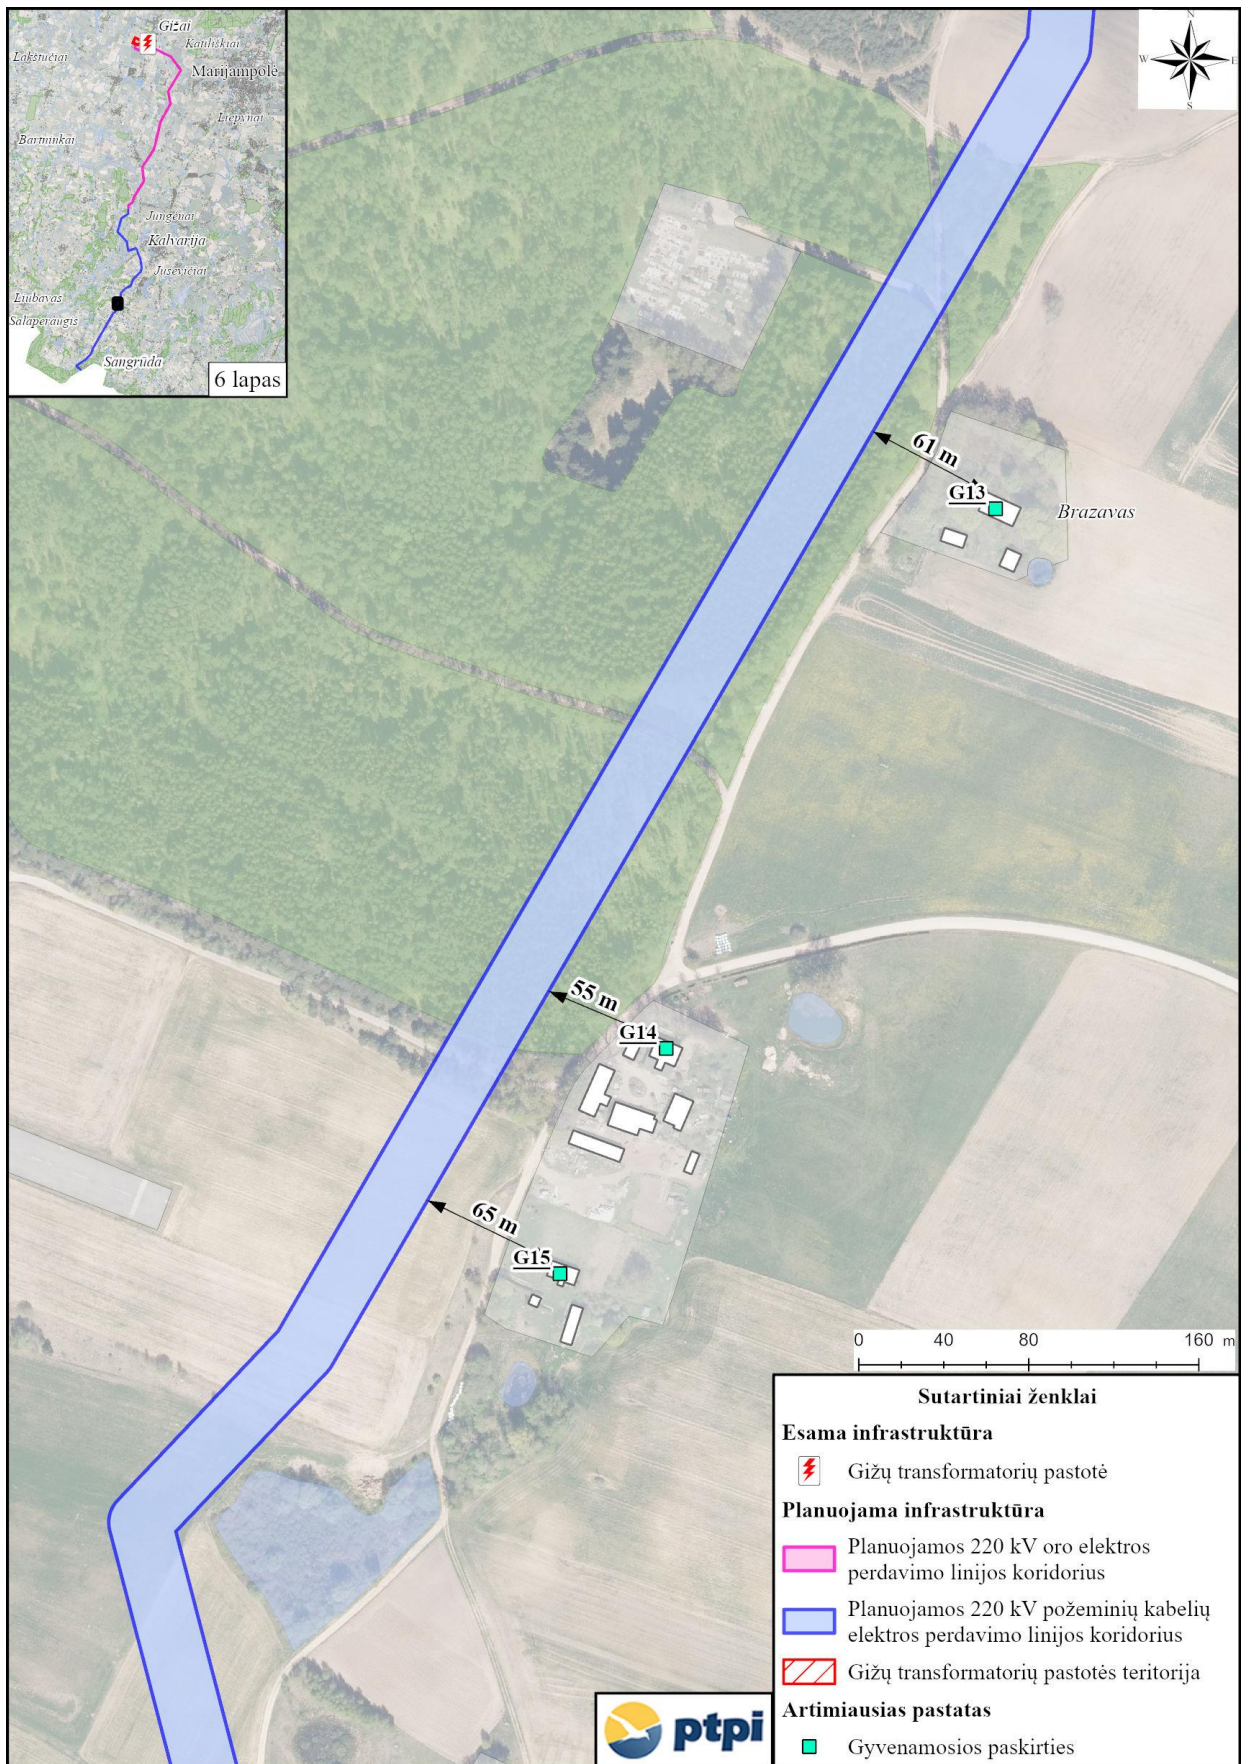 Gižai
Lakštučiai
Katiliškiai
Marijampolė
Liepynai
Bartninkai
Jungėnai
Kalvarija
Jusevičiai
Liubavas
Salaperaugis
Sangrūda
6 lapas
N
W
E
S
61 m
G13
Brazavas
55 m
G14
65 m
G15
0 40 80 160 m
Sutartiniai ženklai
Esama infrastruktūra
Gižų transformatorių pastotė
Planuojama infrastruktūra
Planuojamos 220 kV oro elektros
perdavimo linijos koridorius
Planuojamos 220 kV požeminių kabelių
elektros perdavimo linijos koridorius
Gižų transformatorių pastotės teritorija
Artimiausias pastatas
Gyvenamosios paskirties
ptpi